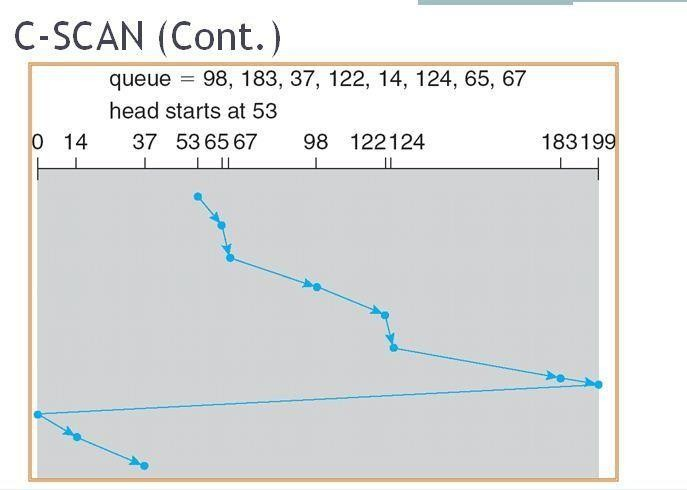 C-SCAN (Cont.)
queue = 98, 183, 37, 122, 14, 124, 65, 67
head starts at 53
0 14 37 53 65 67 98 122 124 183 199